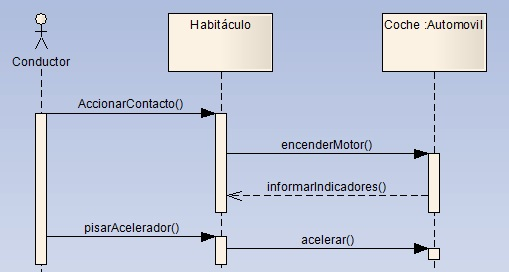 Habitáculo
Coche :Automovil
Conductor
AccionarContacto()
encenderMotor()
informarIndicadores()
pisarAcelerador()
acelerar()